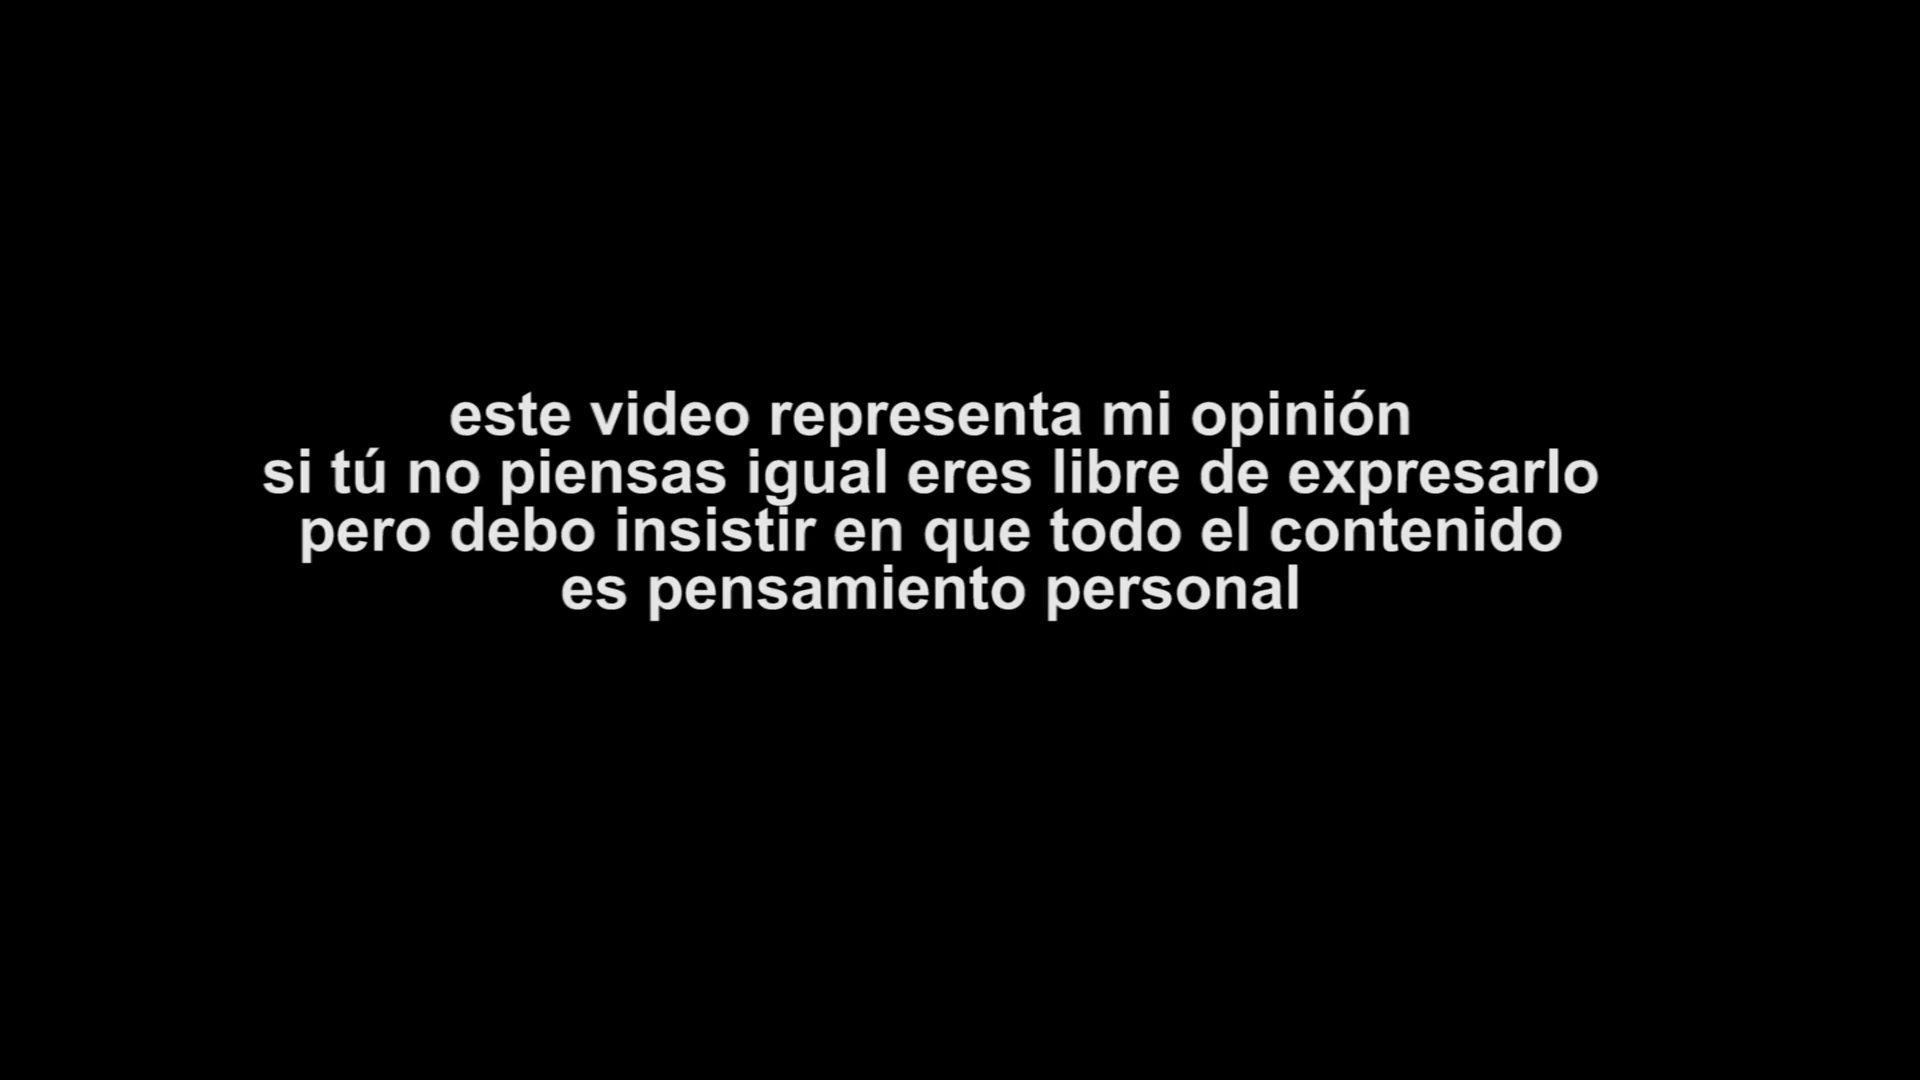 este video representa mi opinión
si tú no piensas igual eres libre de expresarlo
pero debo insistir en que todo el contenido
es pensamiento personal